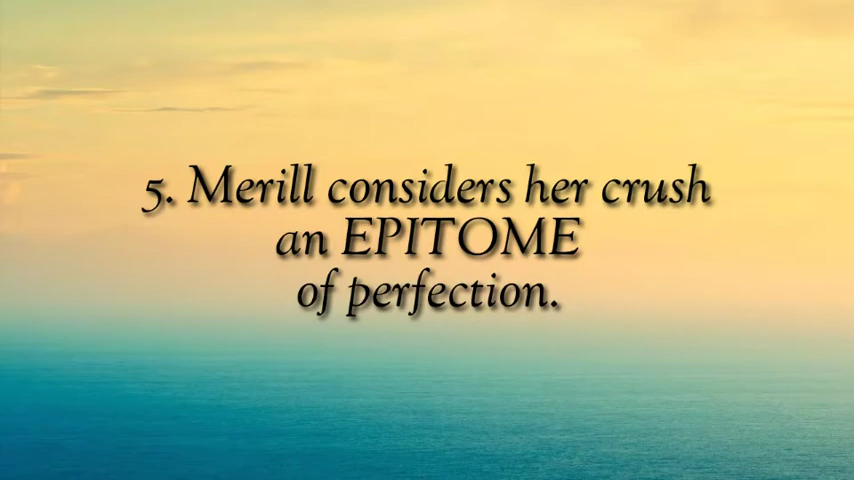 5. Merill considers her crush
an EPITOME
of perfection.